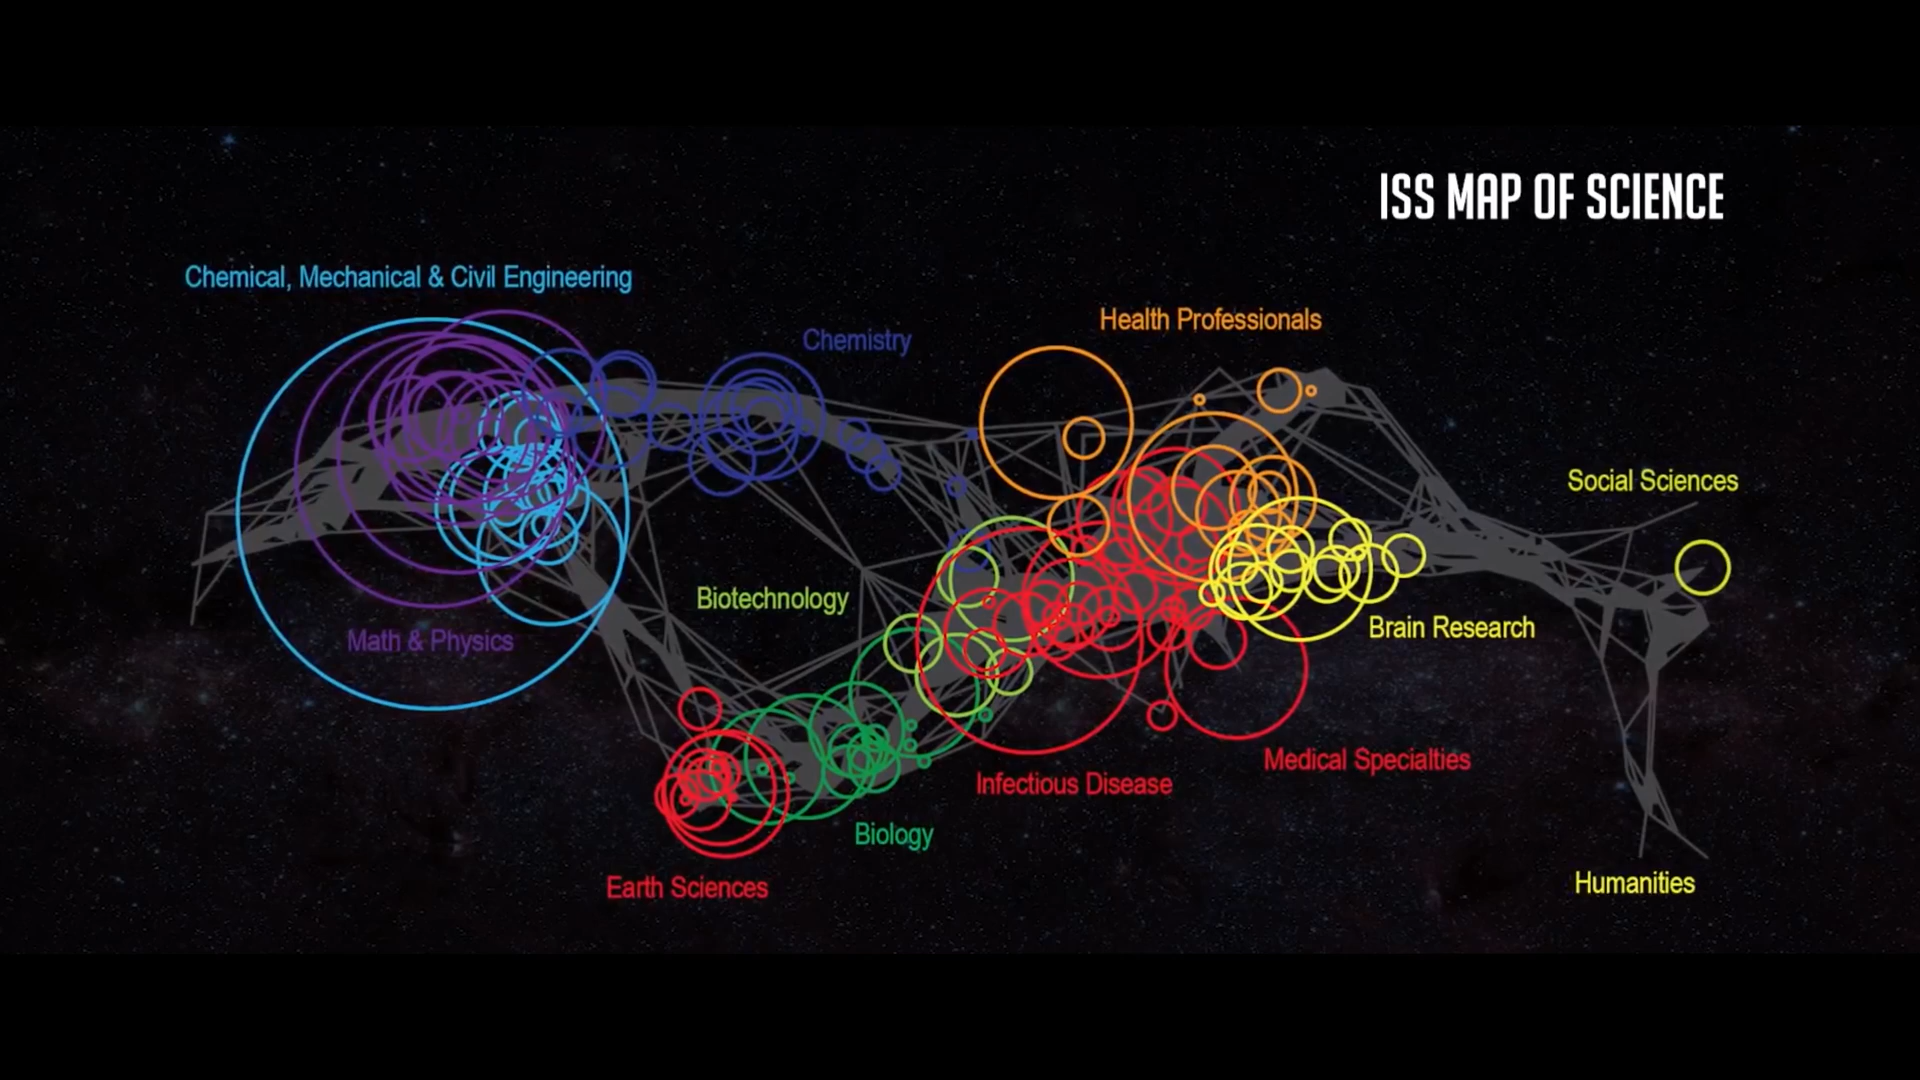 ISS MAP OF SCIENCE
Chemical, Mechanical & Civil Engineering
Health Professionals
Chemistry
Social Sciences
Biotechnology
Brain Research
Math & Physics
Medical Specialties
Infectious Disease
Biology
Humanities
Earth Sciences